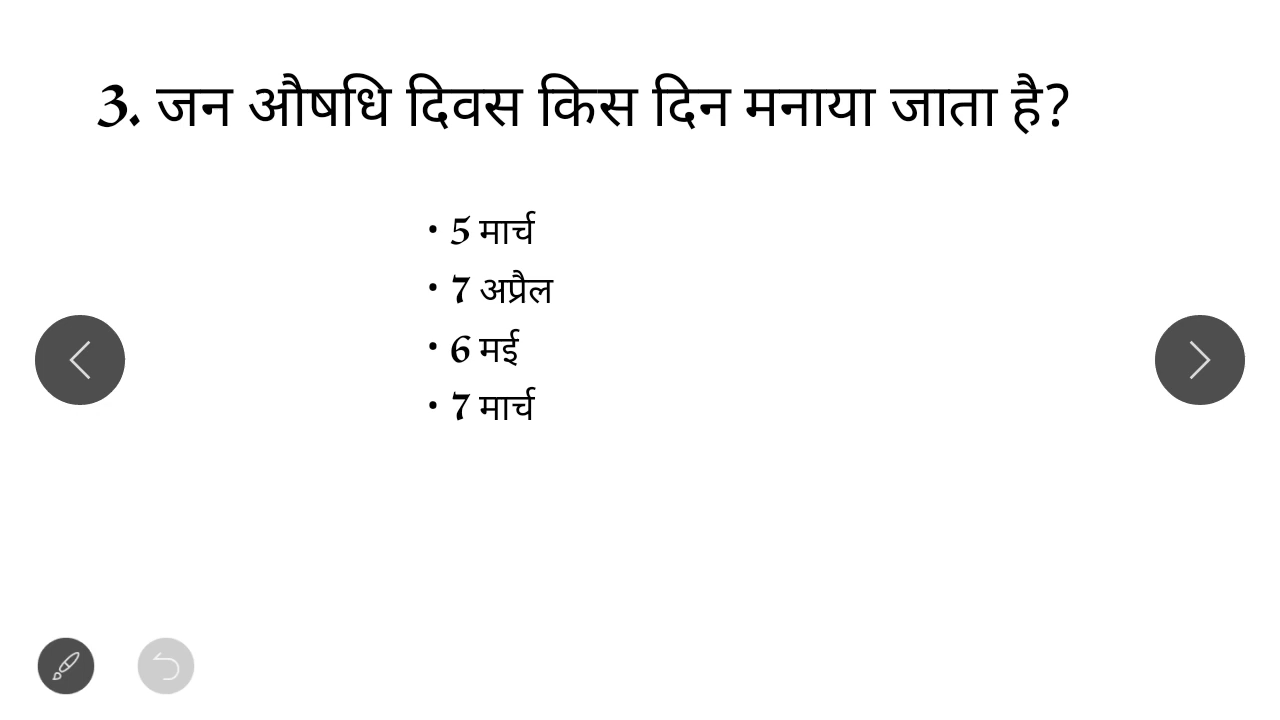 3. जन औषधि दिवस किस दिन मनाया जाता है?
• 5 मार्च
• 7 अप्रैल
• 6 मई
• 7 मार्च